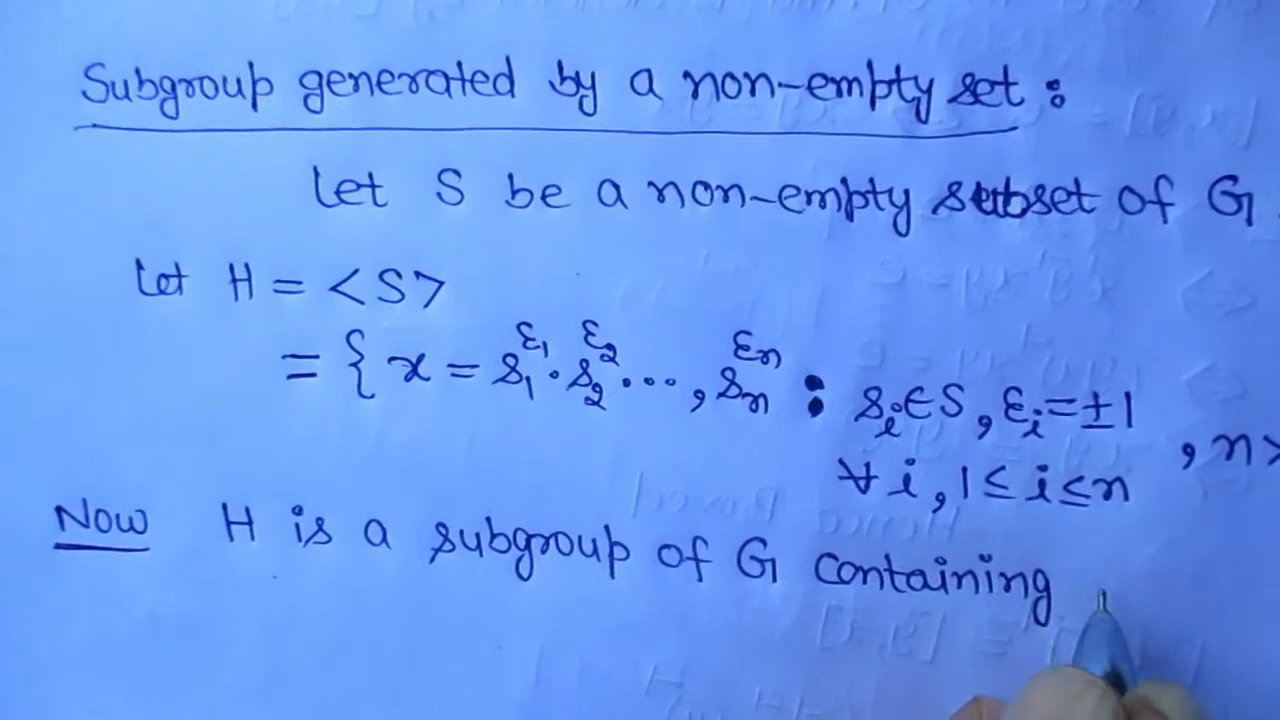 Subgroup generated by a non-empty set :
Let S be a non-empty subset of G
Let H = <S>
= { x = s₁^ε₁ · s₂^ε₂ · ..., sₙ^εₙ : sᵢ ∈ S, εᵢ = ±1
∀ i, 1 ≤ i ≤ n , n
Now H is a subgroup of G containing